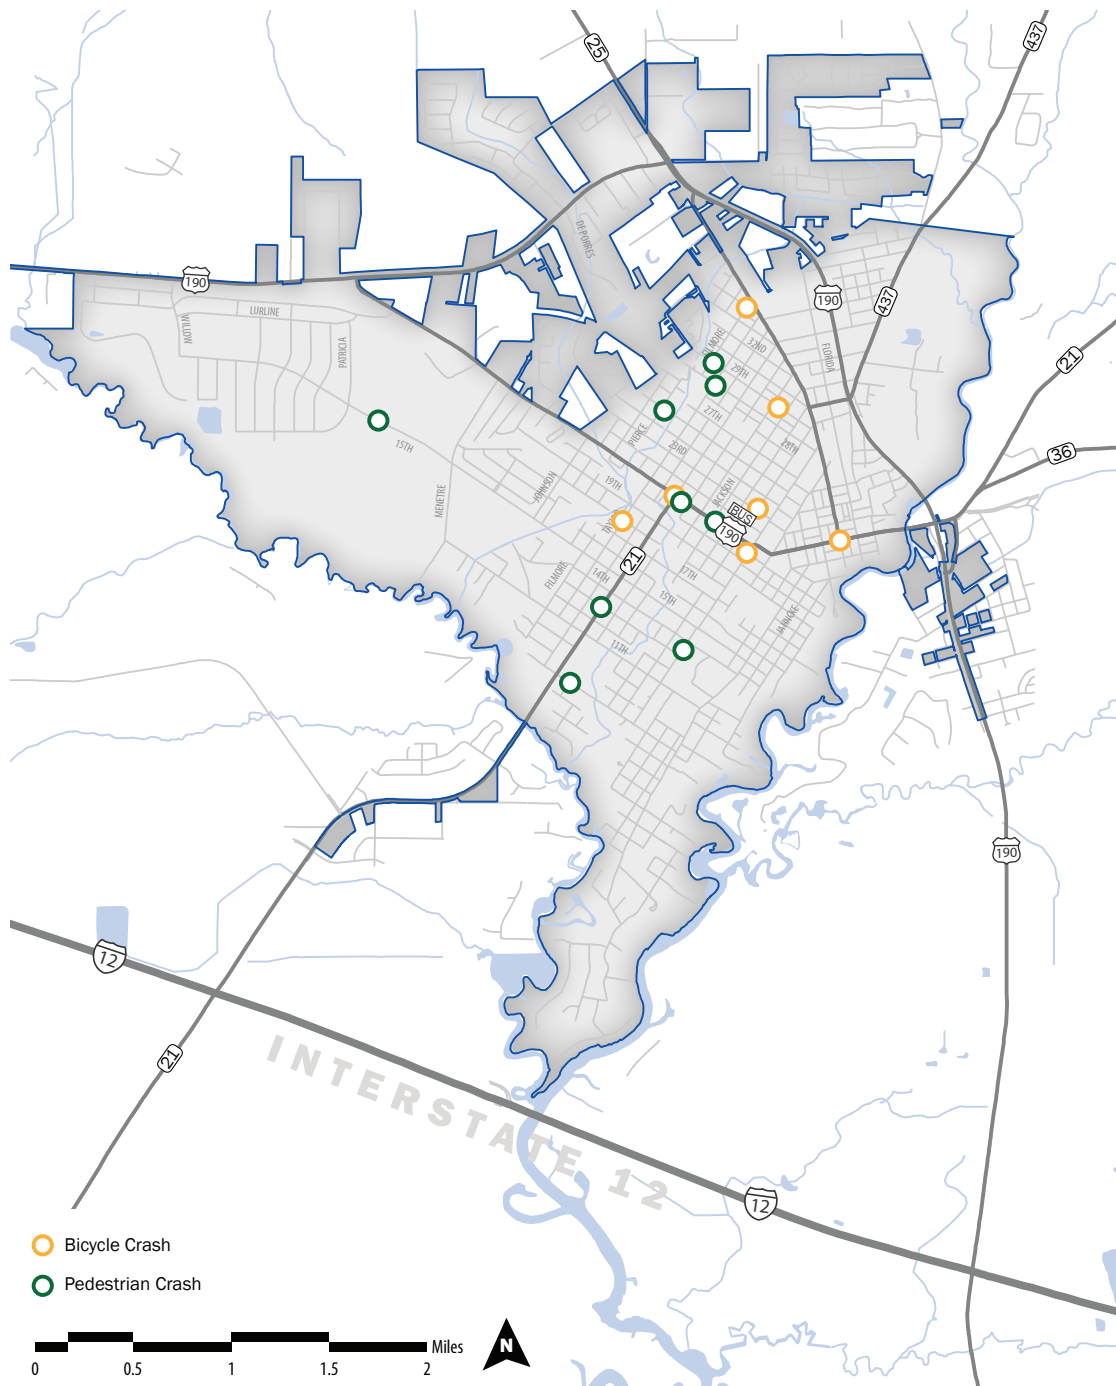 25
437
DEPORRES
190
190
437
WILLOW
LURLINE
PATRICIA
32ND
FLORIDA
29TH
21
27TH
28TH
PIERCE
23RD
15TH
36
19TH
JOHNSON
JACKSON
MENETRE
BUS
190
21
FILMORE
14TH
17TH
15TH
JAHNCKE
11TH
190
12
21
INTERSTATE 12
12
Bicycle Crash
Pedestrian Crash
N
Miles
0 0.5 1 1.5 2